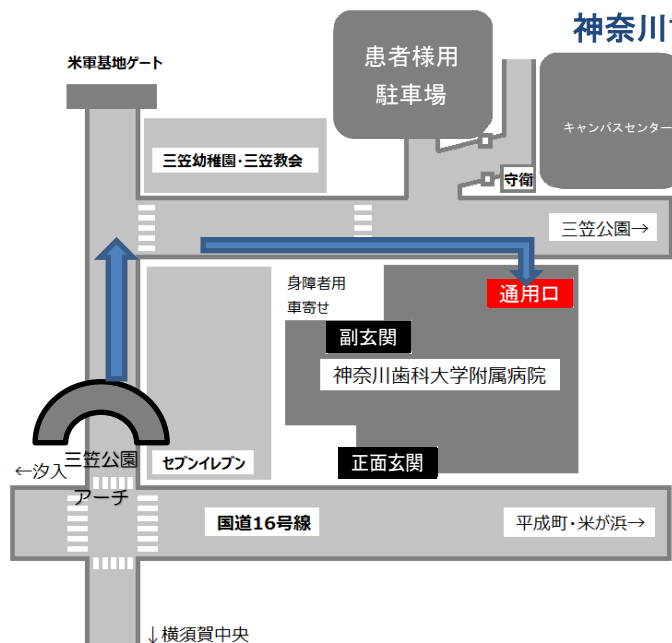 神奈川
米軍基地ゲート
患者様用
駐車場
キャンパスセンター
三笠幼稚園・三笠教会
守衛
三笠公園→
身障者用
車寄せ
通用口
副玄関
神奈川歯科大学附属病院
三笠公園
アーチ
←汐入
セブンイレブン
正面玄関
国道16号線
平成町・米が浜→
↓横須賀中央